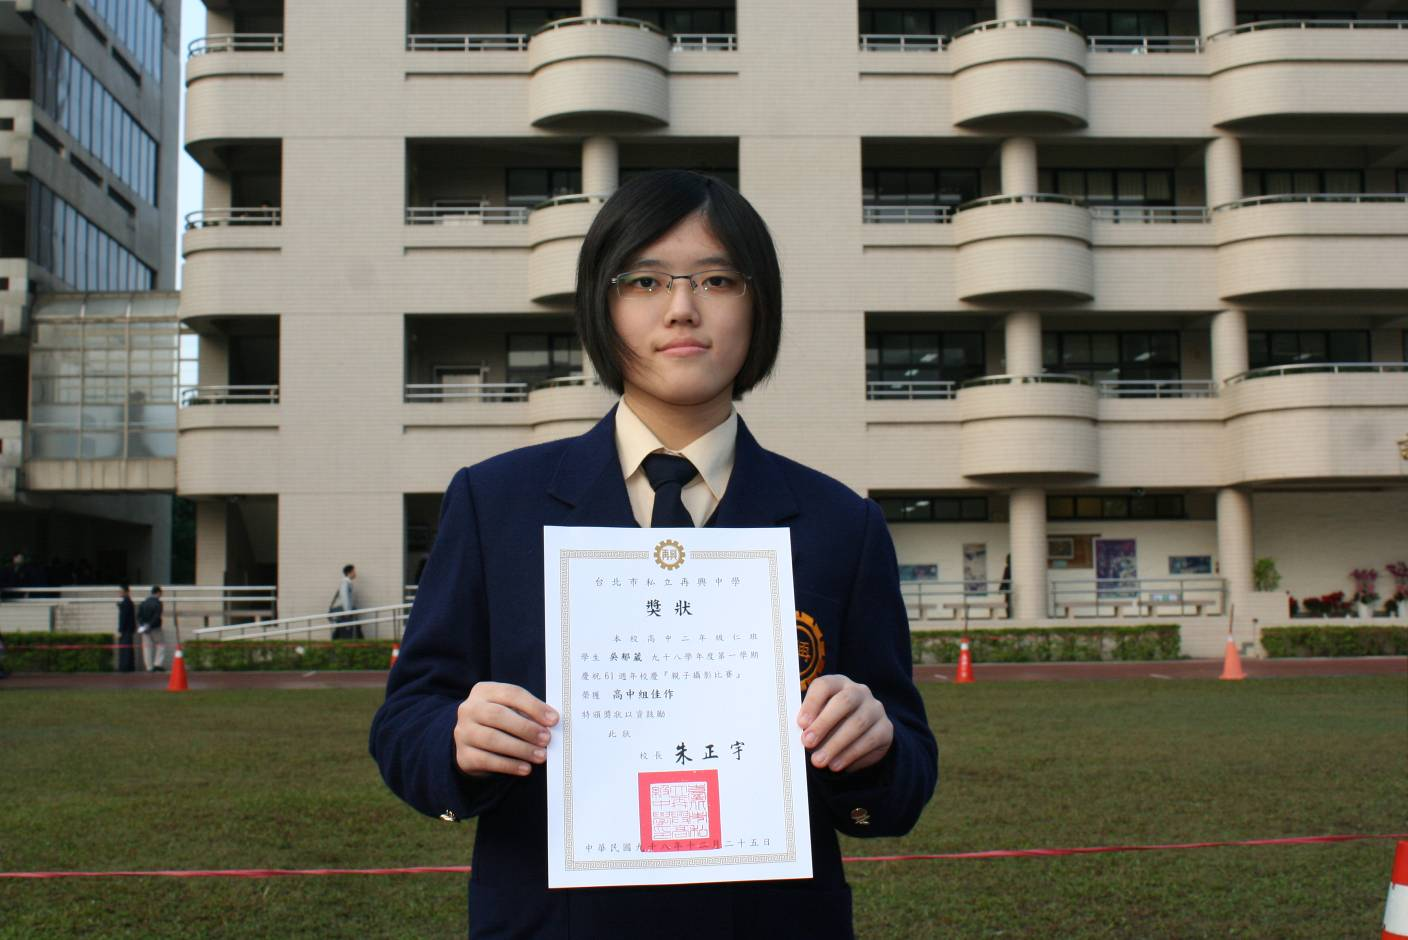 再興
台北市私立再興中學
獎狀
本校高中二年級仁班
學生 吳郁葳 九十八學年度第一學期
慶祝61週年校慶『親子攝影比賽』
榮獲 高中組佳作
特頒獎狀以資鼓勵
此狀
校長 朱正宇
中華民國九十八年十二月二十五日
再